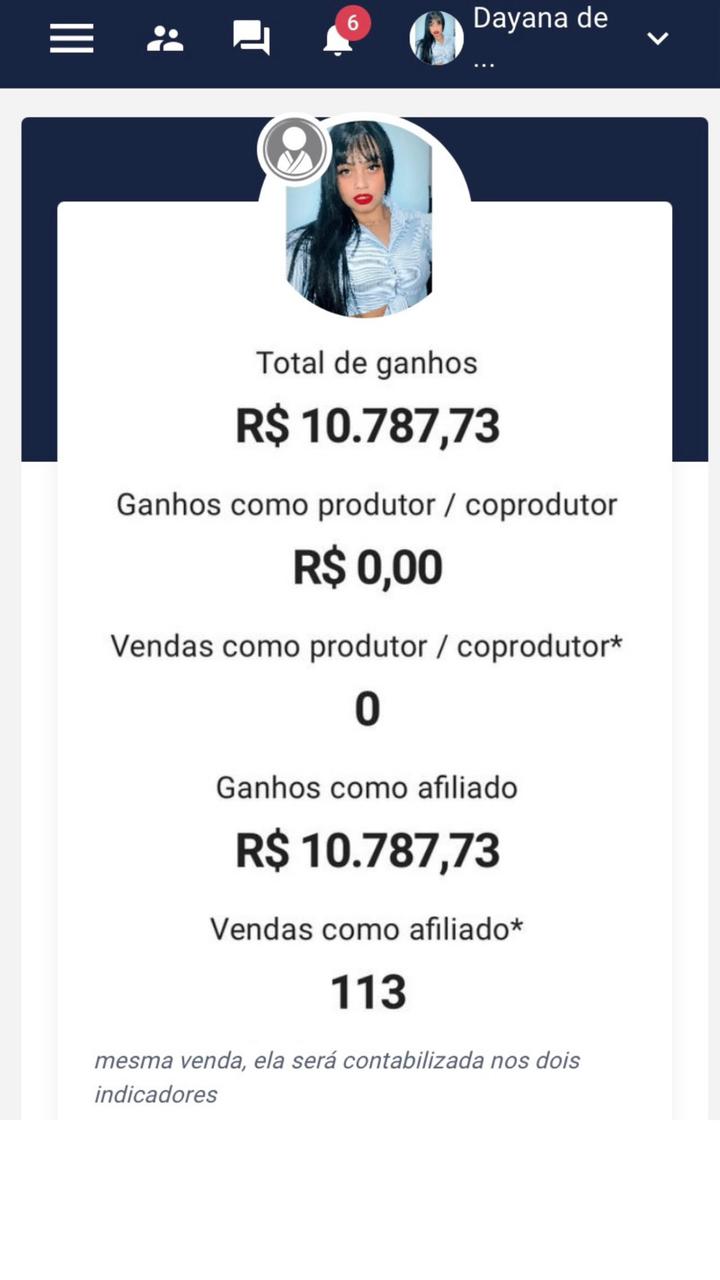 6
Dayana de
...
Total de ganhos
R$ 10.787,73
Ganhos como produtor / coprodutor
R$ 0,00
Vendas como produtor / coprodutor*
0
Ganhos como afiliado
R$ 10.787,73
Vendas como afiliado*
113
mesma venda, ela será contabilizada nos dois
indicadores